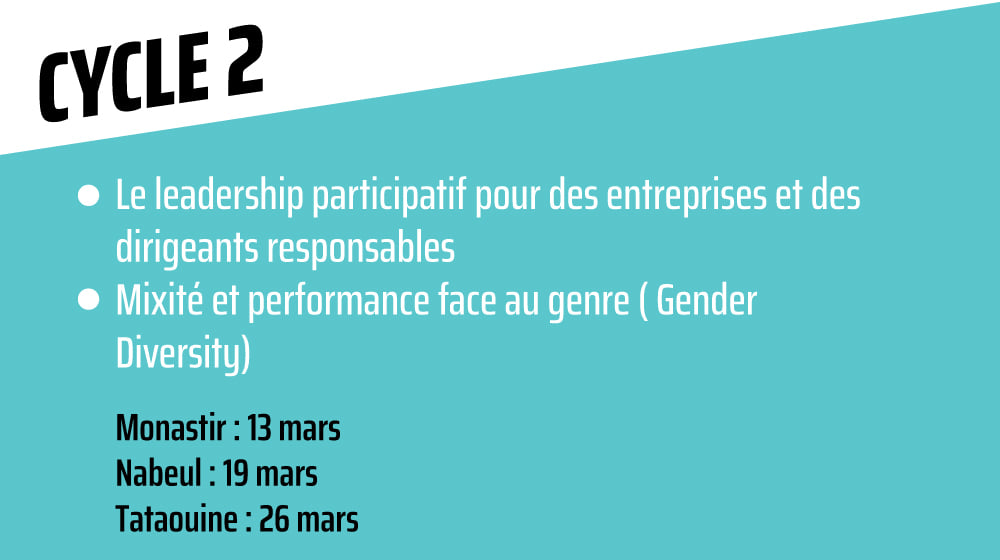 CYCLE 2
● Le leadership participatif pour des entreprises et des
dirigeants responsables
● Mixité et performance face au genre ( Gender
Diversity)
Monastir : 13 mars
Nabeul : 19 mars
Tataouine : 26 mars